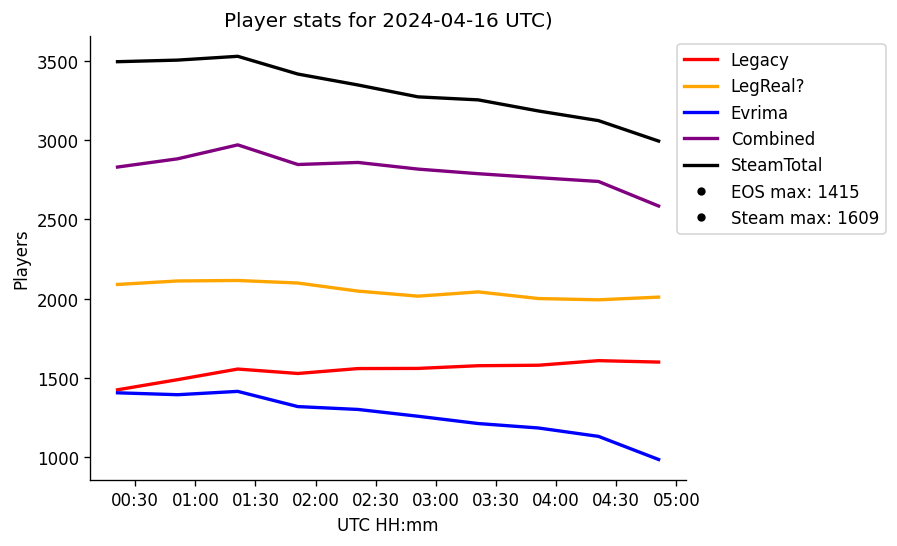 Player stats for 2024-04-16 UTC)
3500
3000
2500
2000
1500
1000
Players
00:30 01:00 01:30 02:00 02:30 03:00 03:30 04:00 04:30 05:00
UTC HH:mm
Legacy
LegReal?
Evrima
Combined
SteamTotal
EOS max: 1415
Steam max: 1609